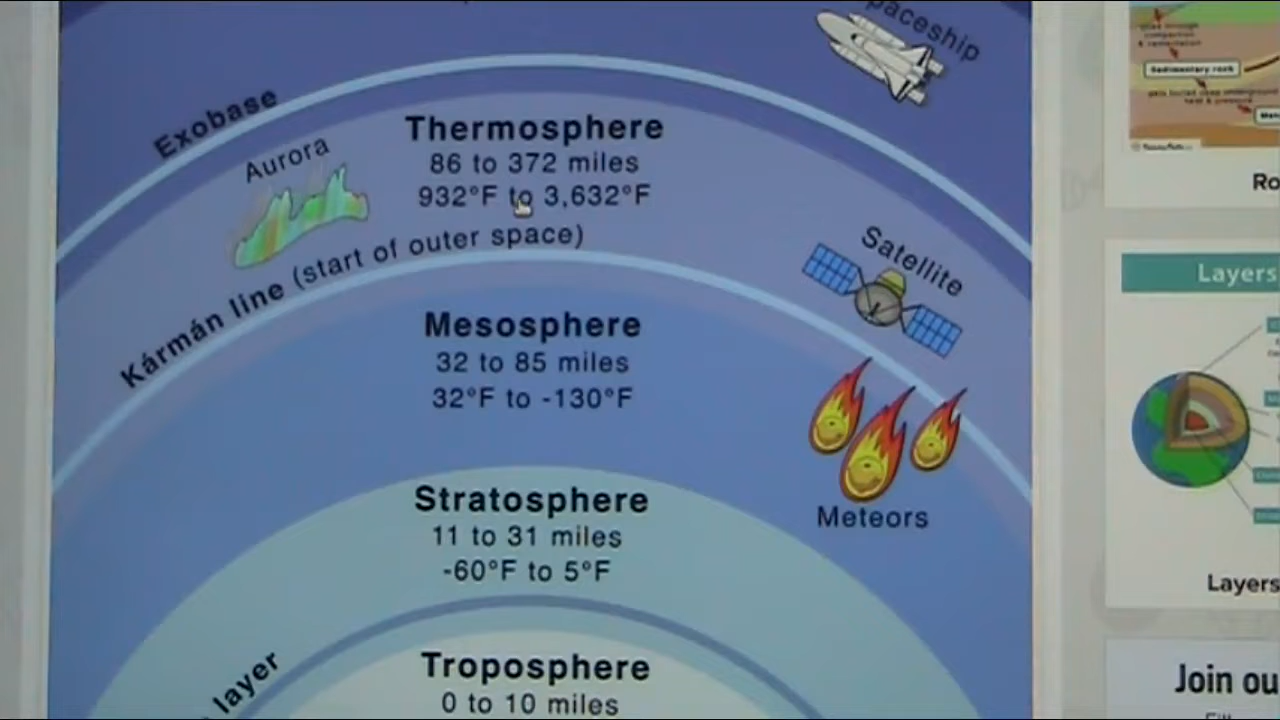 paceship
Exobase
Aurora
Thermosphere
86 to 372 miles
932°F to 3,632°F
Kármán line (start of outer space)
Satellite
Mesosphere
32 to 85 miles
32°F to -130°F
Meteors
Stratosphere
11 to 31 miles
-60°F to 5°F
layer
Troposphere
0 to 10 miles
Sedimentary rock
Ro
Layers
Layers
Join ou